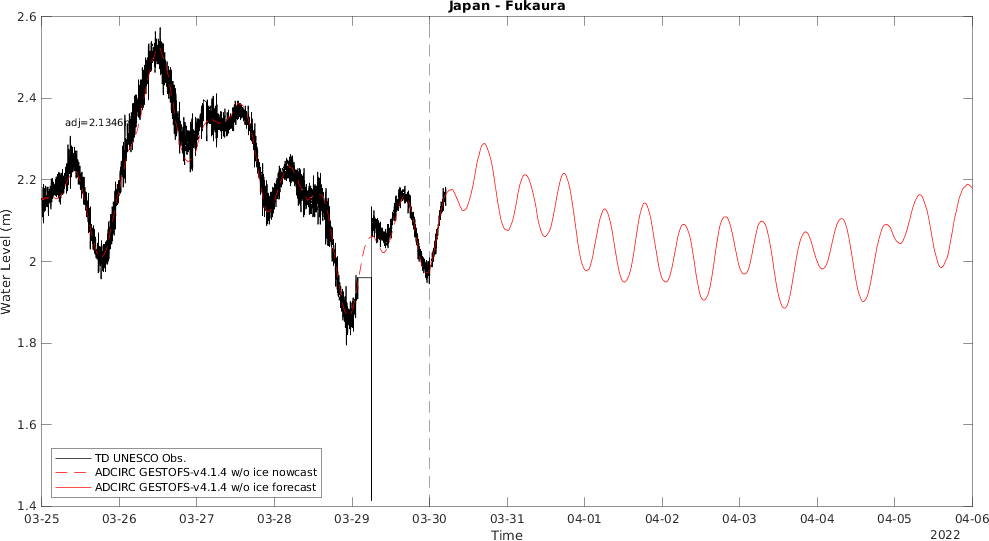 Japan - Fukaura
2.6
2.4
2.2
2
1.8
1.6
1.4
Water Level (m)
adj=2.1346
TD UNESCO Obs.
ADCIRC GESTOFS-v4.1.4 w/o ice nowcast
ADCIRC GESTOFS-v4.1.4 w/o ice forecast
03-25 03-26 03-27 03-28 03-29 03-30 03-31 04-01 04-02 04-03 04-04 04-05 04-06
Time
2022